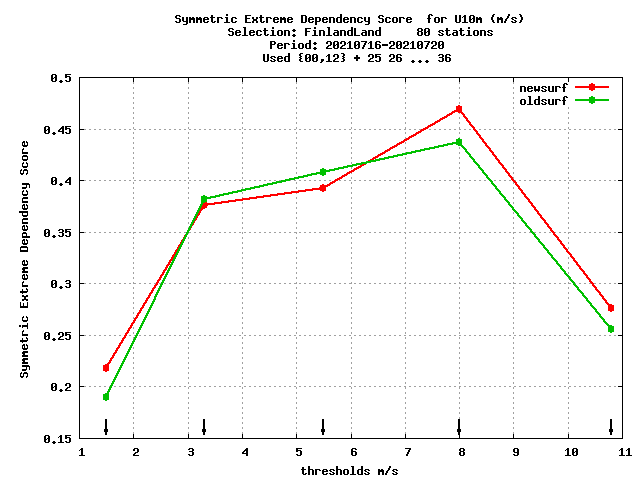 Symmetric Extreme Dependency Score  for U10m (m/s)
Selection: FinlandLand     80 stations
Period: 20210716-20210720
Used {00,12} + 25 26 ... 36
newsurf
oldsurf
0.5
0.45
0.4
0.35
0.3
0.25
0.2
0.15
Symmetric Extreme Dependency Score
1 2 3 4 5 6 7 8 9 10 11
thresholds m/s